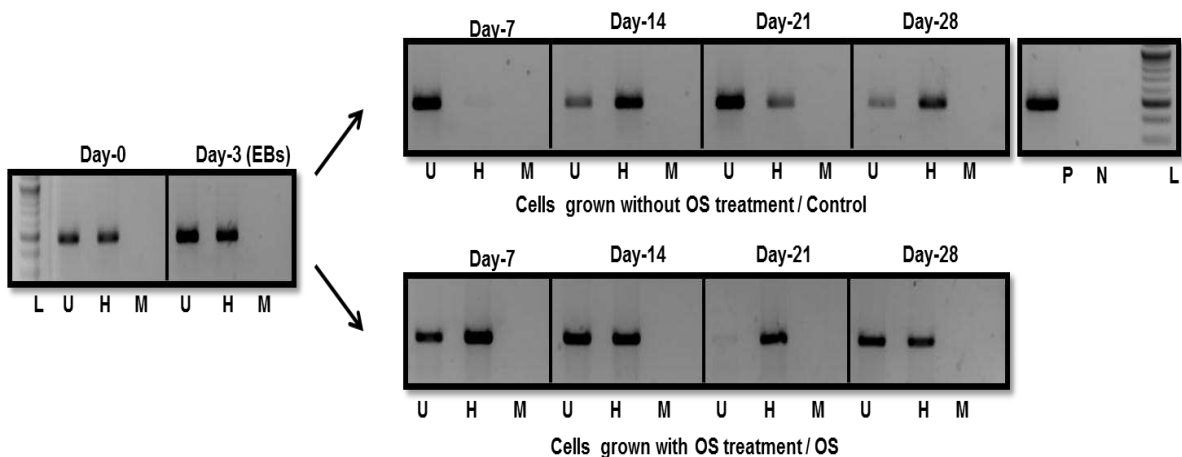 Day-0 Day-3 (EBs)
L U H M U H M
Day-7 Day-14 Day-21 Day-28
U H M U H M U H M U H M P N L
Cells grown without OS treatment / Control
Day-7 Day-14 Day-21 Day-28
U H M U H M U H M U H M
Cells grown with OS treatment / OS